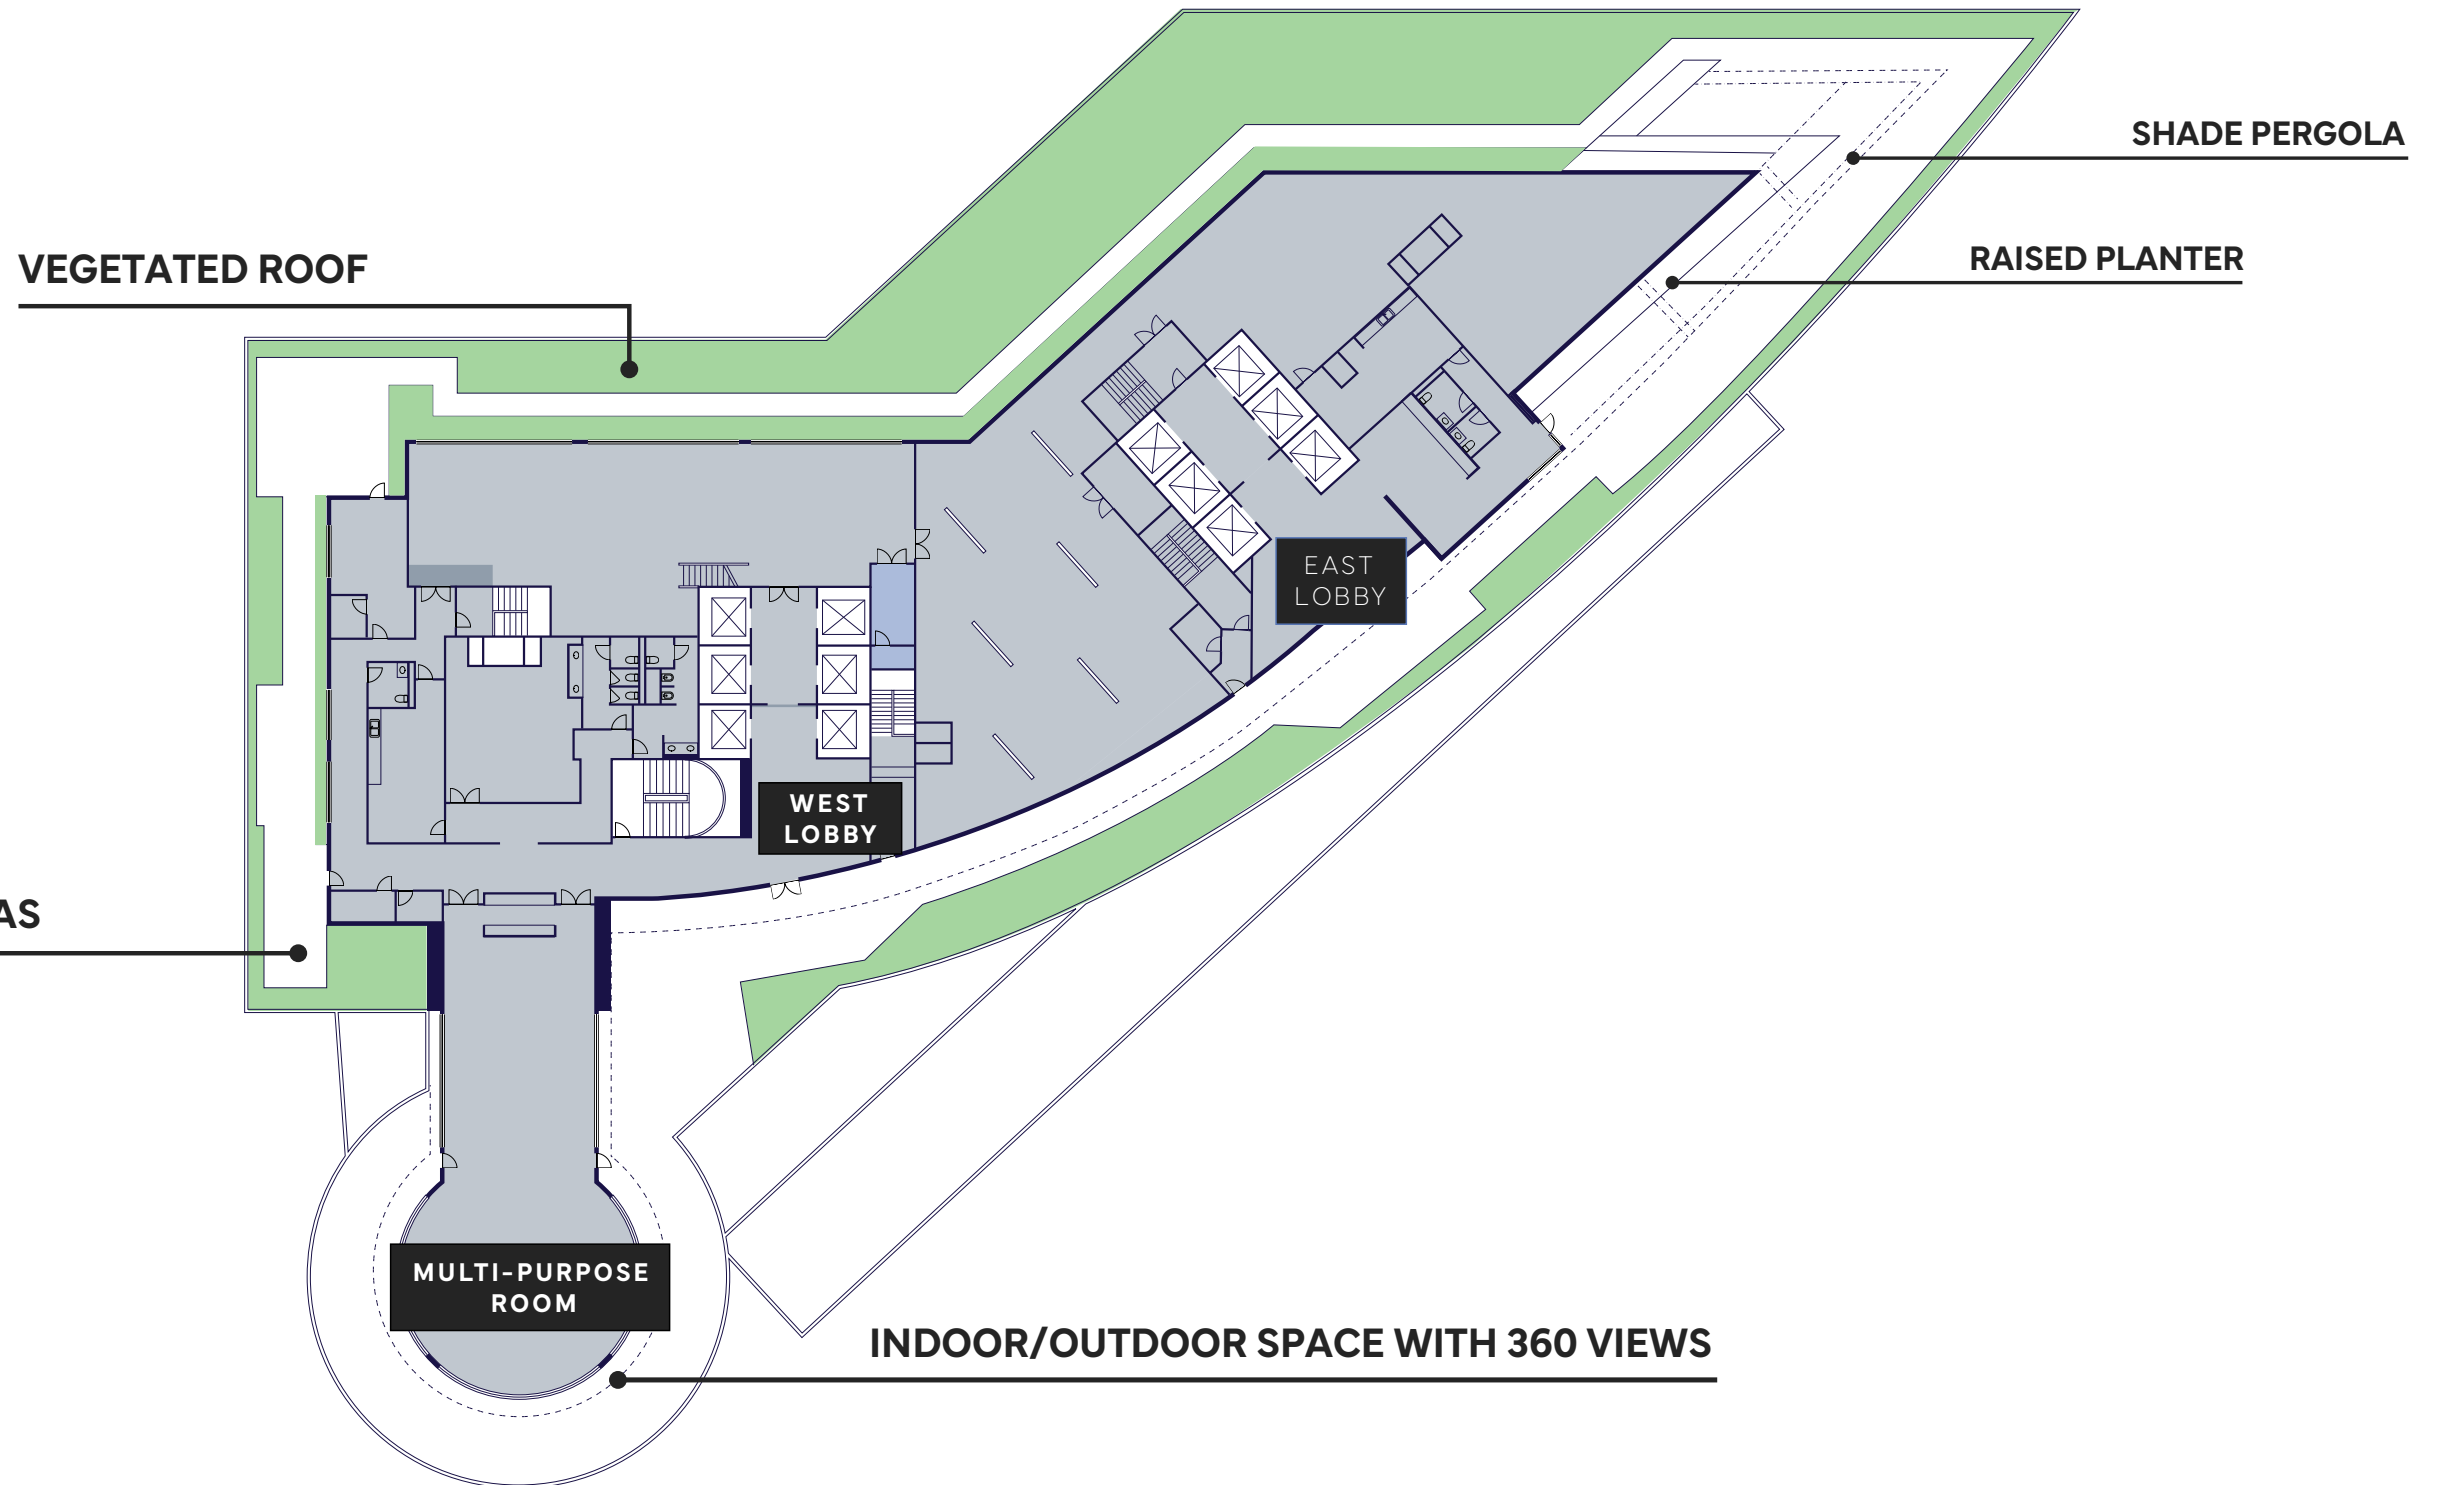 SHADE PERGOLA
VEGETATED ROOF
RAISED PLANTER
EAST
LOBBY
WEST
LOBBY
AS
MULTI-PURPOSE
ROOM
INDOOR/OUTDOOR SPACE WITH 360 VIEWS